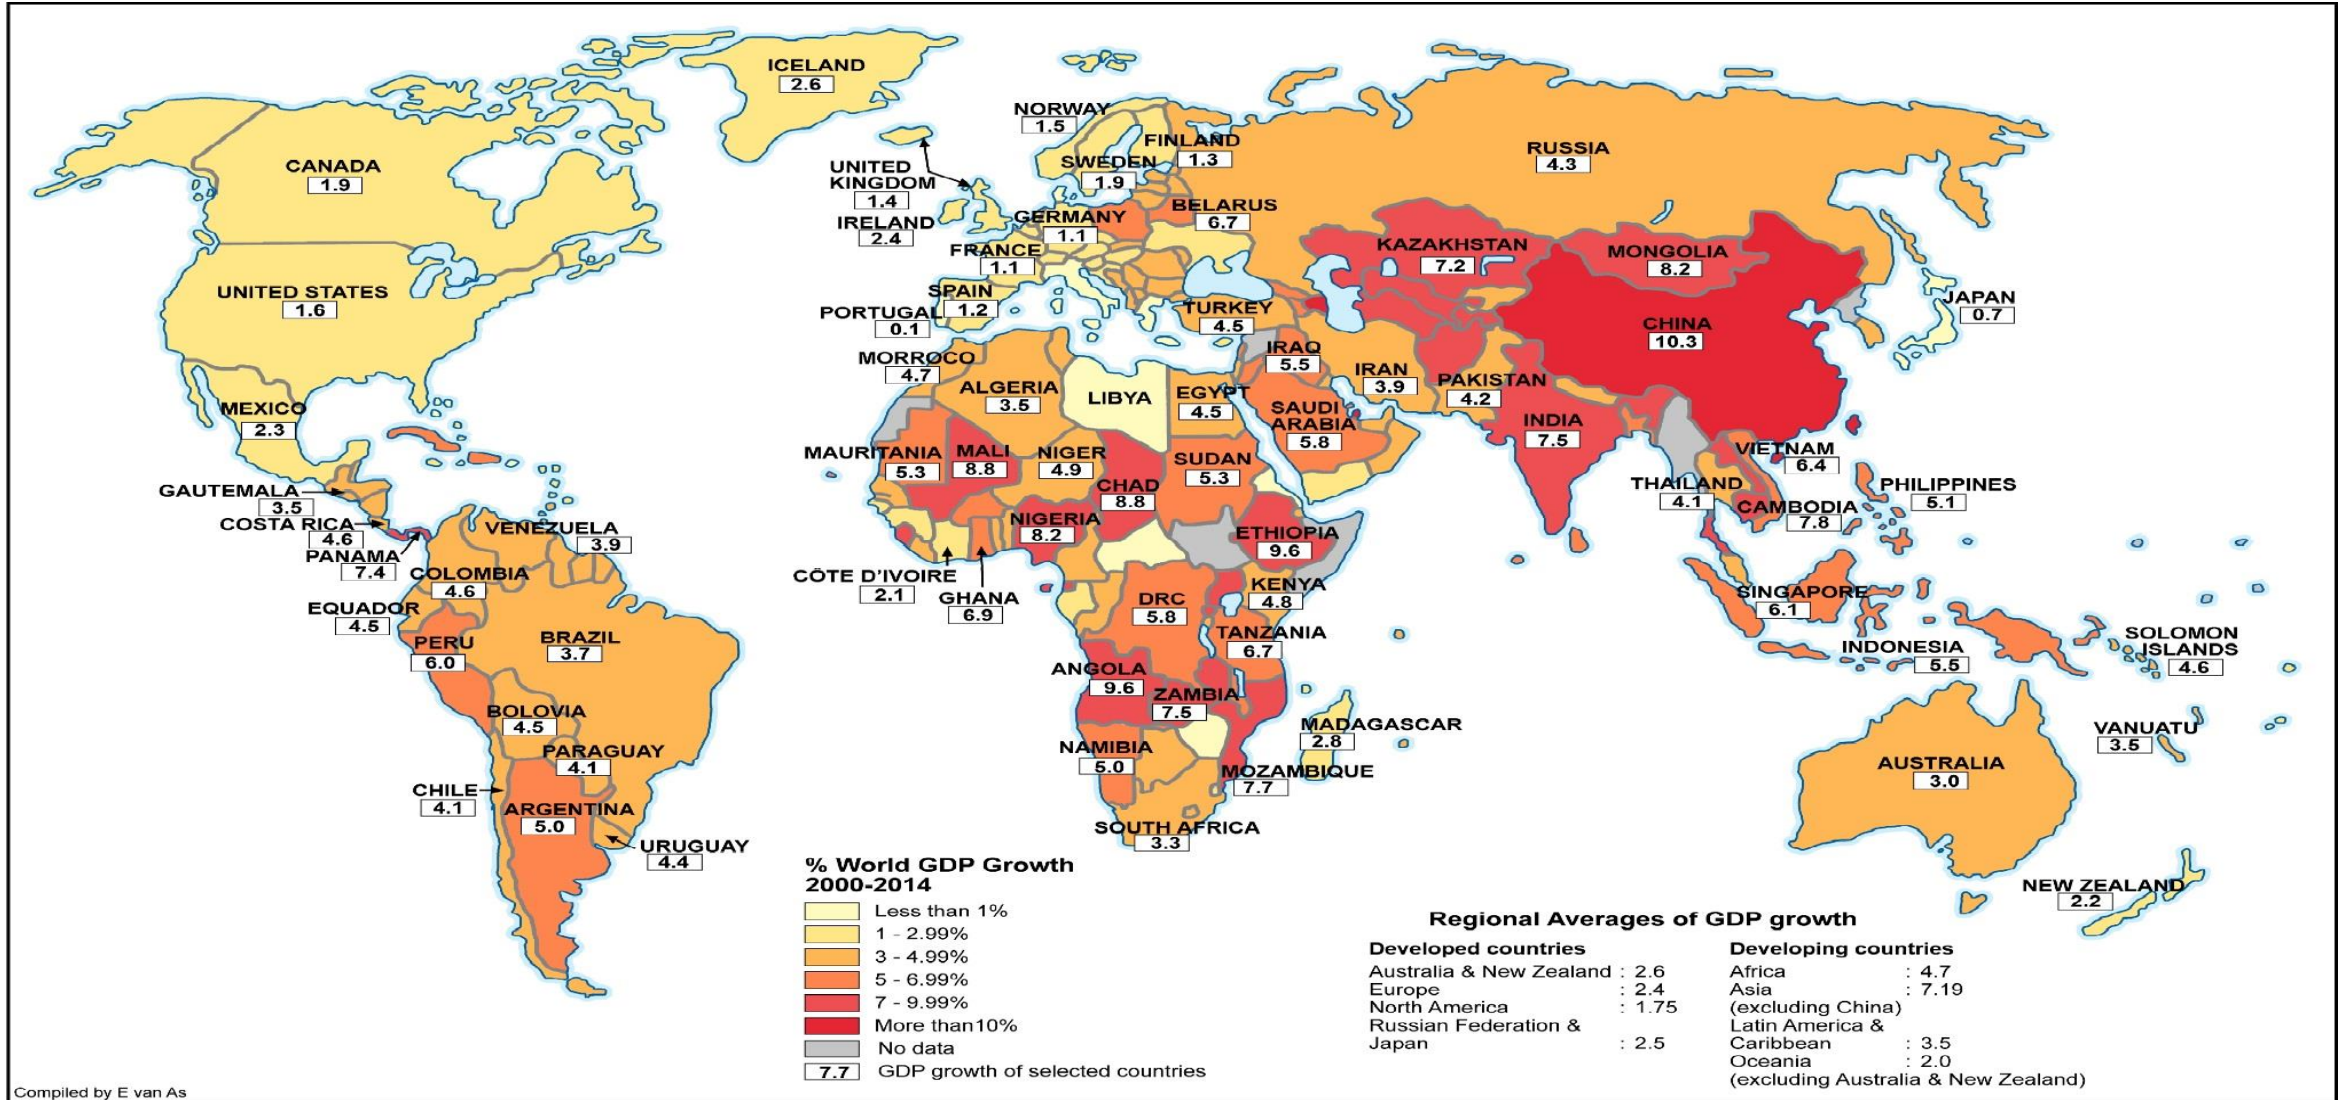 ICELAND
2.6
CANADA
1.9
UNITED STATES
1.6
MEXICO
2.3
GAUTEMALA
3.5
COSTA RICA
4.6
PANAMA
7.4
VENEZUELA
3.9
COLOMBIA
4.6
EQUADOR
4.5
PERU
6.0
BRAZIL
3.7
BOLOVIA
4.5
PARAGUAY
4.1
CHILE
4.1
ARGENTINA
5.0
URUGUAY
4.4
NORWAY
1.5
FINLAND
1.3
SWEDEN
1.9
UNITED
KINGDOM
1.4
IRELAND
2.4
GERMANY
1.1
BELARUS
6.7
FRANCE
1.1
SPAIN
1.2
PORTUGAL
0.1
TURKEY
4.5
RUSSIA
4.3
KAZAKHSTAN
7.2
MONGOLIA
8.2
CHINA
10.3
JAPAN
0.7
IRAQ
5.5
IRAN
3.9
PAKISTAN
4.2
INDIA
7.5
SAUDI
ARABIA
5.8
MORROCO
4.7
ALGERIA
3.5
LIBYA
EGYPT
4.5
MAURITANIA
5.3
MALI
8.8
NIGER
4.9
CHAD
8.8
SUDAN
5.3
NIGERIA
8.2
ETHIOPIA
9.6
CÔTE D'IVOIRE
2.1
GHANA
6.9
DRC
5.8
KENYA
4.8
TANZANIA
6.7
ANGOLA
9.6
ZAMBIA
7.5
NAMIBIA
5.0
MADAGASCAR
2.8
MOZAMBIQUE
7.7
SOUTH AFRICA
3.3
VIETNAM
6.4
THAILAND
4.1
CAMBODIA
7.8
PHILIPPINES
5.1
SINGAPORE
6.1
INDONESIA
5.5
SOLOMON
ISLANDS
4.6
VANUATU
3.5
AUSTRALIA
3.0
NEW ZEALAND
2.2
% World GDP Growth
2000-2014
Less than 1%
1 - 2.99%
3 - 4.99%
5 - 6.99%
7 - 9.99%
More than10%
No data
7.7 GDP growth of selected countries
Regional Averages of GDP growth
Developed countries
Australia & New Zealand : 2.6
Europe : 2.4
North America : 1.75
Russian Federation &
Japan : 2.5
Developing countries
Africa : 4.7
Asia : 7.19
(excluding China)
Latin America &
Caribbean : 3.5
Oceania : 2.0
(excluding Australia & New Zealand)
Compiled by E van As